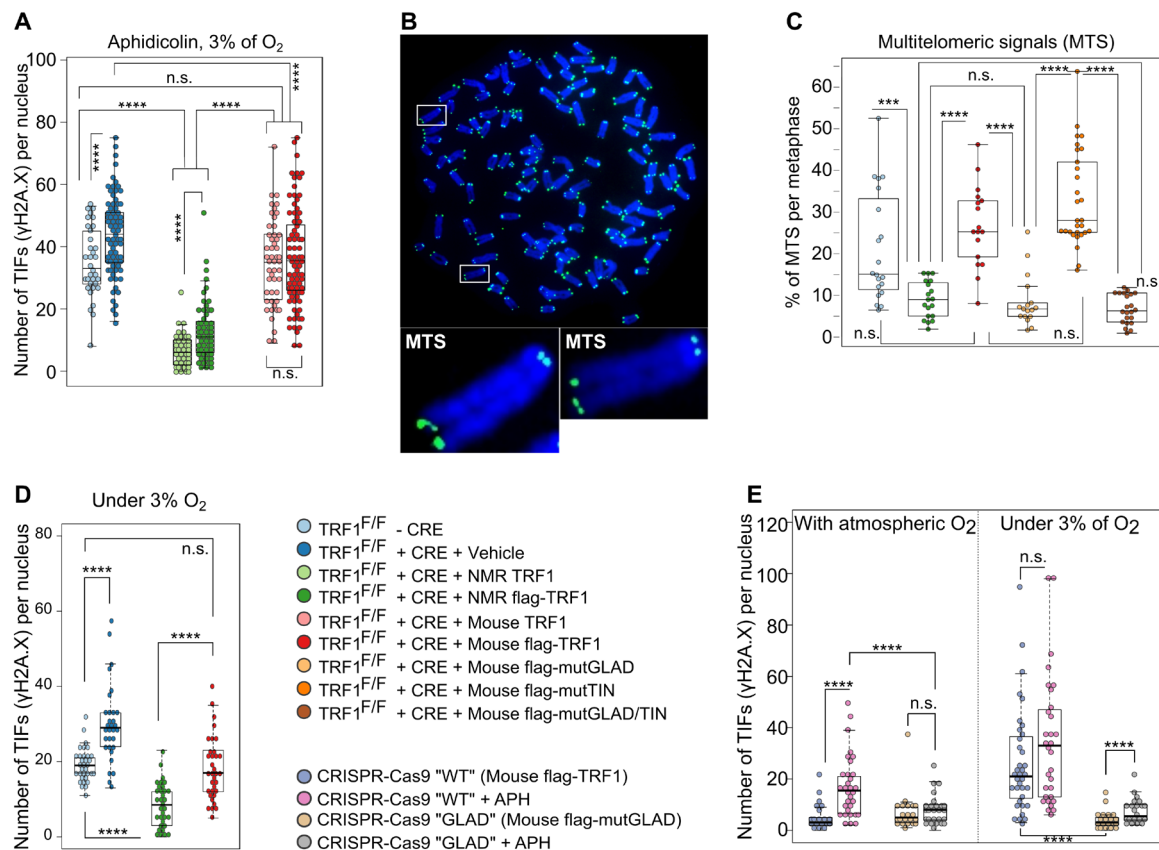 A
Aphidicolin, 3% of O2
Number of TIFs (γH2A.X) per nucleus
100
80
60
40
20
0
n.s.
****
****
****
****
****
n.s.
B
MTS
MTS
C
Multitelomeric signals (MTS)
% of MTS per metaphase
60
50
40
30
20
10
0
n.s.
****
****
***
****
****
n.s.
n.s.
n.s.
D
Under 3% O2
Number of TIFs (γH2A.X) per nucleus
80
60
40
20
0
n.s.
****
****
****
TRF1F/F - CRE
TRF1F/F + CRE + Vehicle
TRF1F/F + CRE + NMR TRF1
TRF1F/F + CRE + NMR flag-TRF1
TRF1F/F + CRE + Mouse TRF1
TRF1F/F + CRE + Mouse flag-TRF1
TRF1F/F + CRE + Mouse flag-mutGLAD
TRF1F/F + CRE + Mouse flag-mutTIN
TRF1F/F + CRE + Mouse flag-mutGLAD/TIN
CRISPR-Cas9 "WT" (Mouse flag-TRF1)
CRISPR-Cas9 "WT" + APH
CRISPR-Cas9 "GLAD" (Mouse flag-mutGLAD)
CRISPR-Cas9 "GLAD" + APH
E
With atmospheric O2
Under 3% of O2
Number of TIFs (γH2A.X) per nucleus
120
100
80
60
40
20
0
n.s.
****
****
n.s.
****
****